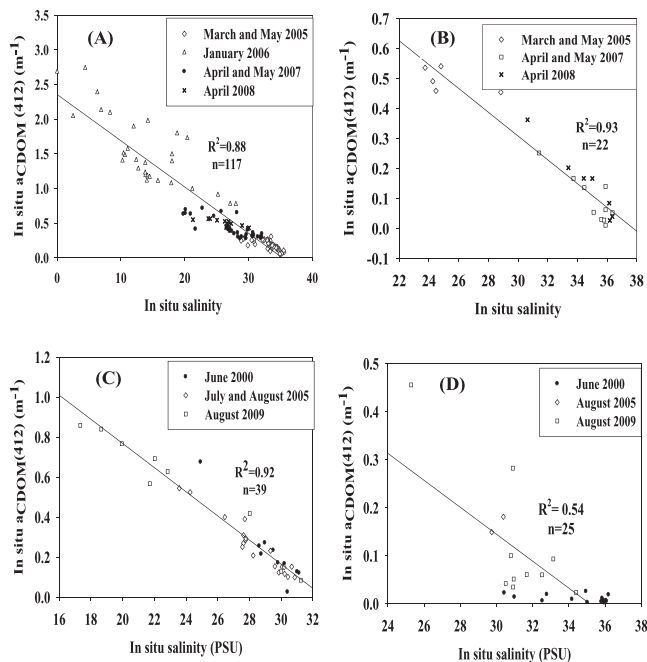 (A)
March and May 2005
January 2006
April and May 2007
April 2008
R²=0.88
n=117
In situ aCDOM(412) (m⁻¹)
3.5
3.0
2.5
2.0
1.5
1.0
0.5
0.0
0
10
20
30
40
In situ salinity
(B)
March and May 2005
April and May 2007
April 2008
R²=0.93
n=22
In situ aCDOM(412) (m⁻¹)
0.7
0.6
0.5
0.4
0.3
0.2
0.1
0.0
-0.1
22
24
26
28
30
32
34
36
38
In situ salinity
(C)
June 2000
July and August 2005
August 2009
R²=0.92
n=39
In situ aCDOM(412) (m⁻¹)
1.2
1.0
0.8
0.6
0.4
0.2
0.0
16
18
20
22
24
26
28
30
32
In situ salinity (PSU)
(D)
June 2000
August 2005
August 2009
R²= 0.54
n=25
In situ aCDOM(412) (m⁻¹)
0.5
0.4
0.3
0.2
0.1
0.0
24
26
28
30
32
34
36
38
In situ salinity (PSU)